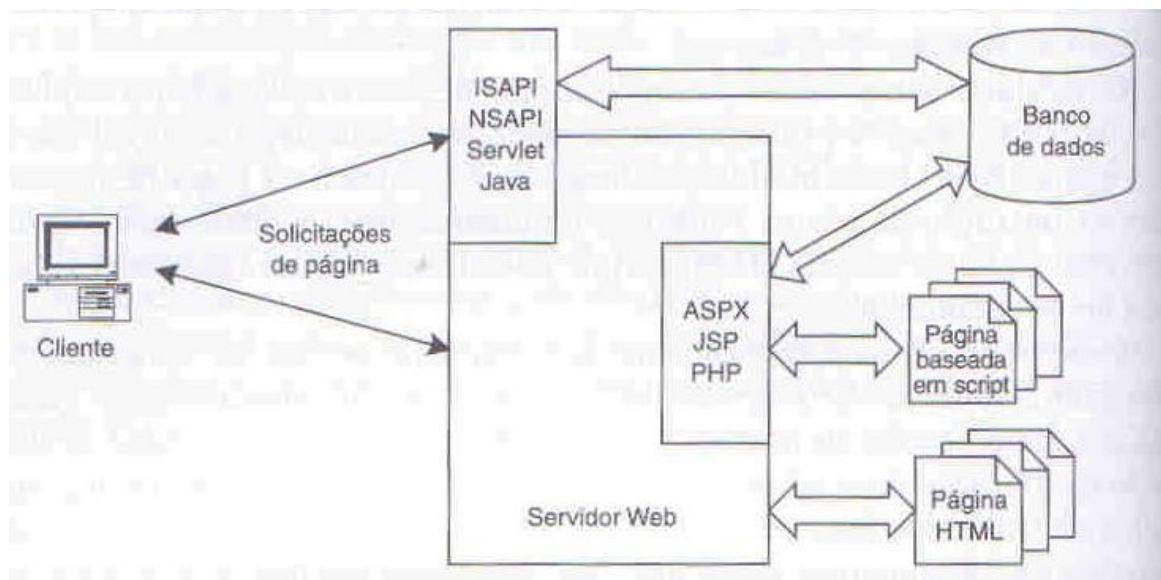 ISAPI
NSAPI
Servlet
Java
Banco
de dados
Solicitações
de página
Cliente
ASPX
JSP
PHP
Página
baseada
em script
Servidor Web
Página
HTML